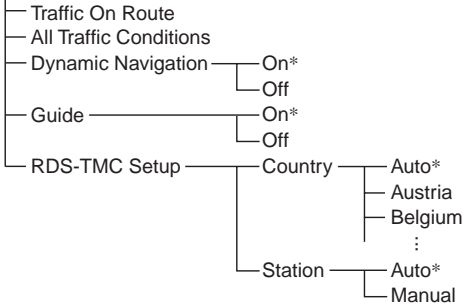 Traffic On Route
All Traffic Conditions
Dynamic Navigation On*
Off
Guide On*
Off
RDS-TMC Setup Country Auto*
Austria
Belgium
⋮
Station Auto*
Manual